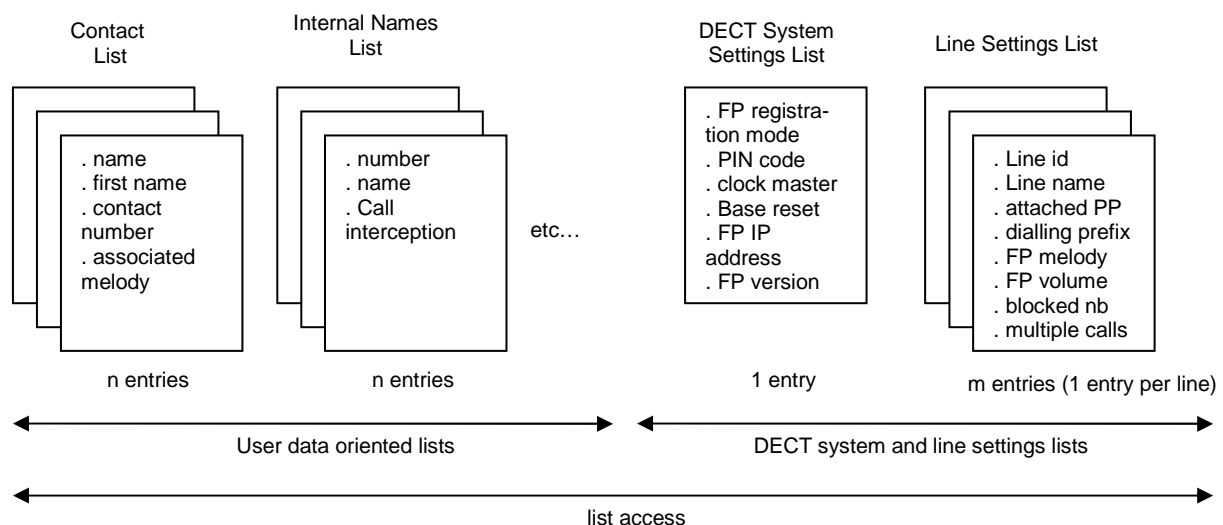 Contact
List
Internal Names
List
DECT System
Settings List
Line Settings List
. name
. first name
. contact
number
. associated
melody
. number
. name
. Call
interception
etc…
. FP registra-
tion mode
. PIN code
. clock master
. Base reset
. FP IP
address
. FP version
. Line id
. Line name
. attached PP
. dialling prefix
. FP melody
. FP volume
. blocked nb
. multiple calls
n entries
n entries
1 entry
m entries (1 entry per line)
User data oriented lists
DECT system and line settings lists
list access